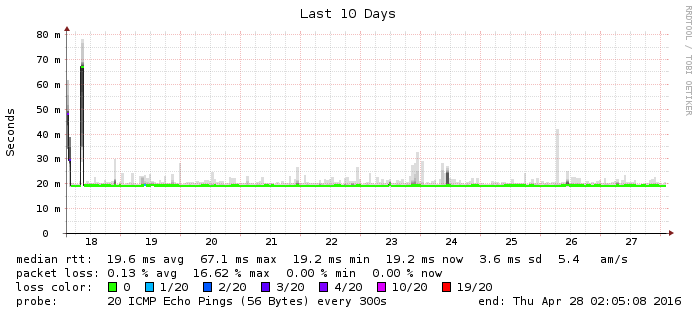 Last 10 Days
RRDTOOL / TOBI OETIKER
Seconds
80 m
70 m
60 m
50 m
40 m
30 m
20 m
10 m
0
18 19 20 21 22 23 24 25 26 27
median rtt: 19.6 ms avg 67.1 ms max 19.2 ms min 19.2 ms now 3.6 ms sd 5.4 am/s
packet loss: 0.13 % avg 16.62 % max 0.00 % min 0.00 % now
loss color: 0 1/20 2/20 3/20 4/20 10/20 19/20
probe: 20 ICMP Echo Pings (56 Bytes) every 300s end: Thu Apr 28 02:05:08 2016